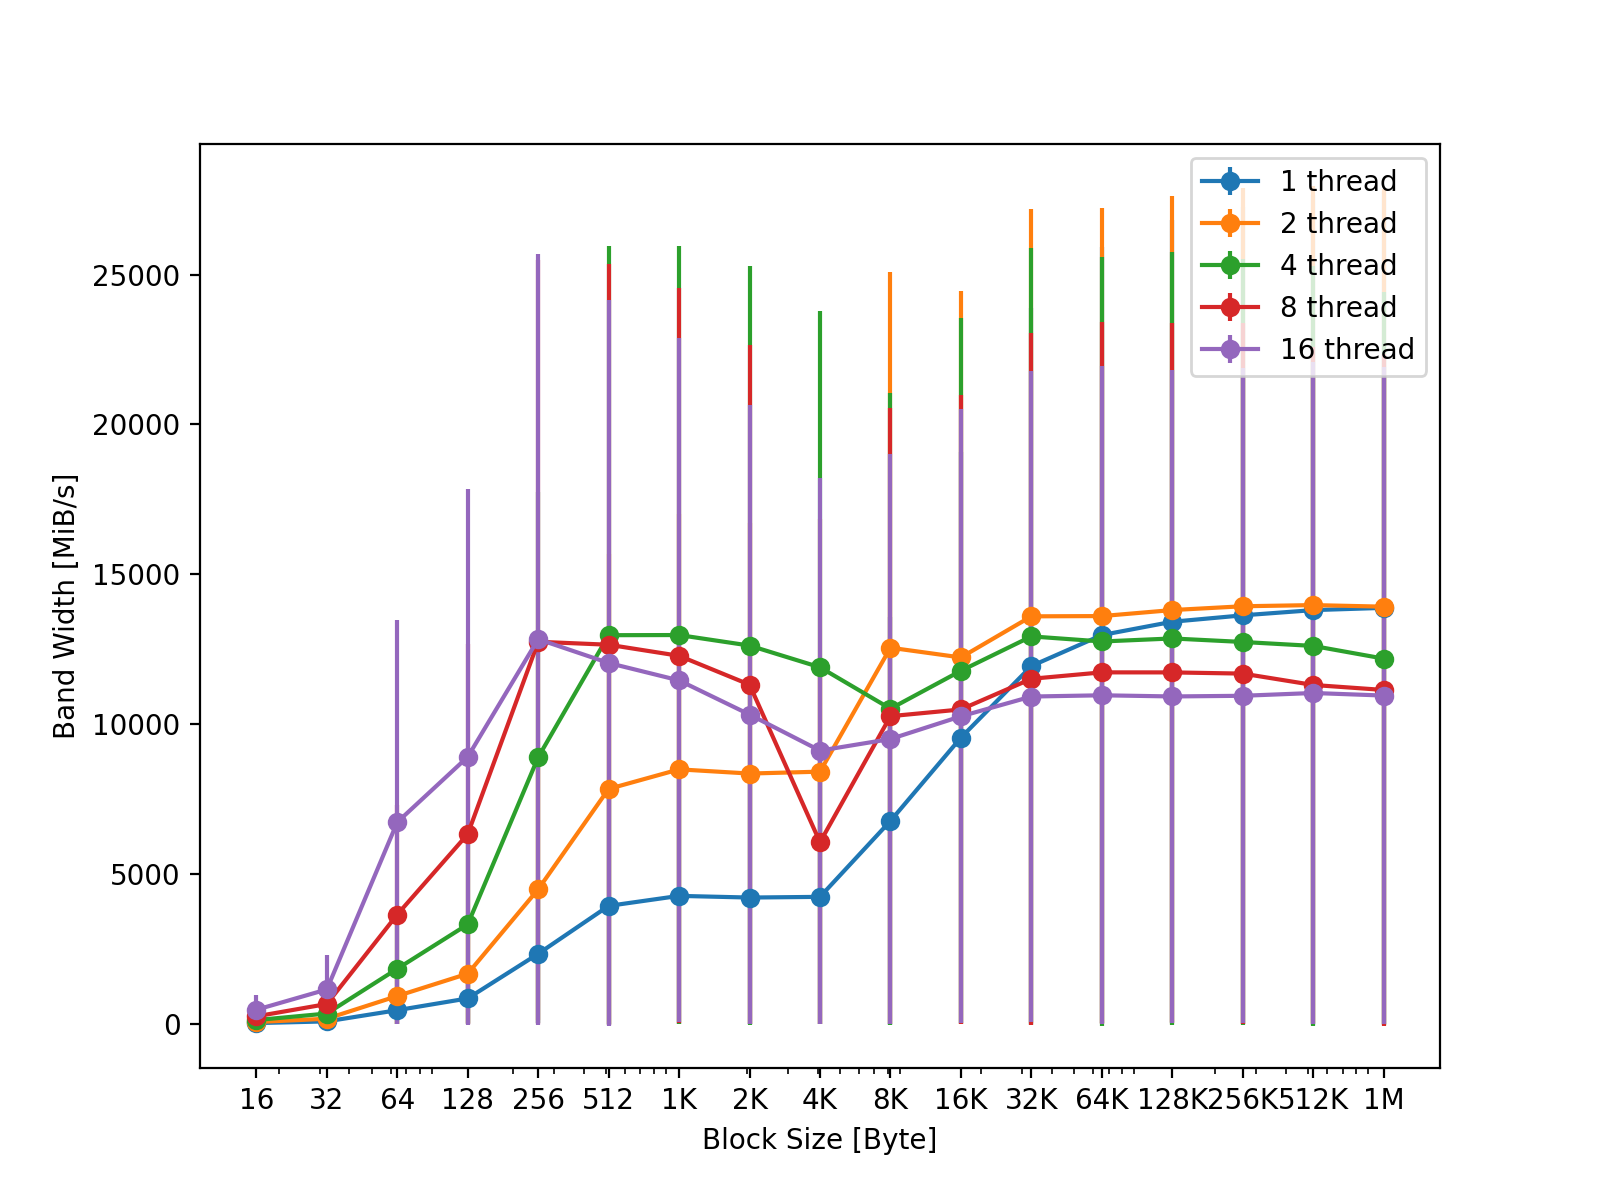 1 thread
2 thread
4 thread
8 thread
16 thread
25000
20000
15000
10000
5000
0
Band Width [MiB/s]
16 32 64 128 256 512 1K 2K 4K 8K 16K 32K 64K 128K 256K 512K 1M
Block Size [Byte]